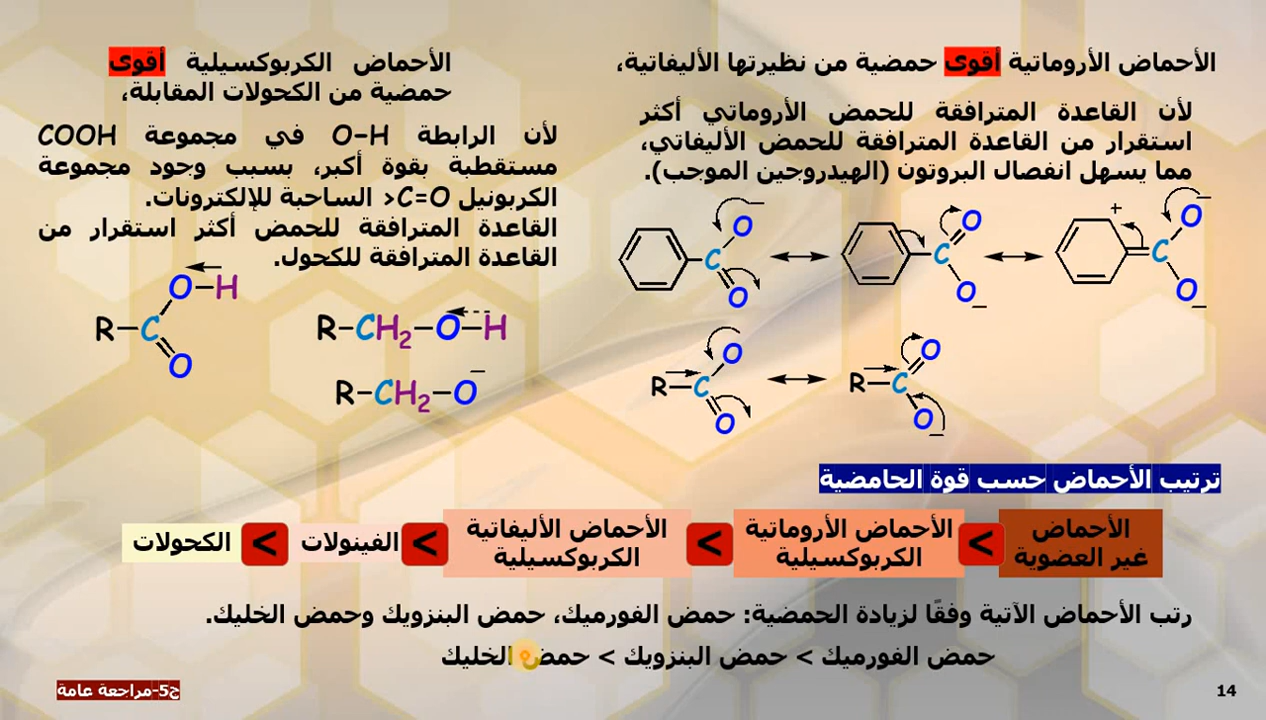 الأحماض الأروماتية أقوى حمضية من نظيرتها الأليفاتية،
لأن القاعدة المترافقة للحمض الأروماتي أكثر
استقرار من القاعدة المترافقة للحمض الأليفاتي،
مما يسهل انفصال البروتون (الهيدروجين الموجب).
O –
C
O
O
C
O –
+
O –
C
O –
R–C
O
O
R–C
O
O –
الأحماض الكربوكسيلية أقوى
حمضية من الكحولات المقابلة،
لأن الرابطة O–H في مجموعة COOH
مستقطبة بقوة أكبر، بسبب وجود مجموعة
الكربونيل C=O< الساحبة للإلكترونات.
القاعدة المترافقة للحمض أكثر استقرار من
القاعدة المترافقة للكحول.
O–H
R–C
O
R–CH2–O–H
R–CH2–O–
ترتيب الأحماض حسب قوة الحامضية
الأحماض غير العضوية < الأحماض الأروماتية الكربوكسيلية < الأحماض الأليفاتية الكربوكسيلية < الفينولات < الكحولات
رتب الأحماض الآتية وفقًا لزيادة الحمضية: حمض الفورميك، حمض البنزويك وحمض الخليك.
حمض الفورميك < حمض البنزويك < حمض الخليك
ج5-مراجعة عامة
14